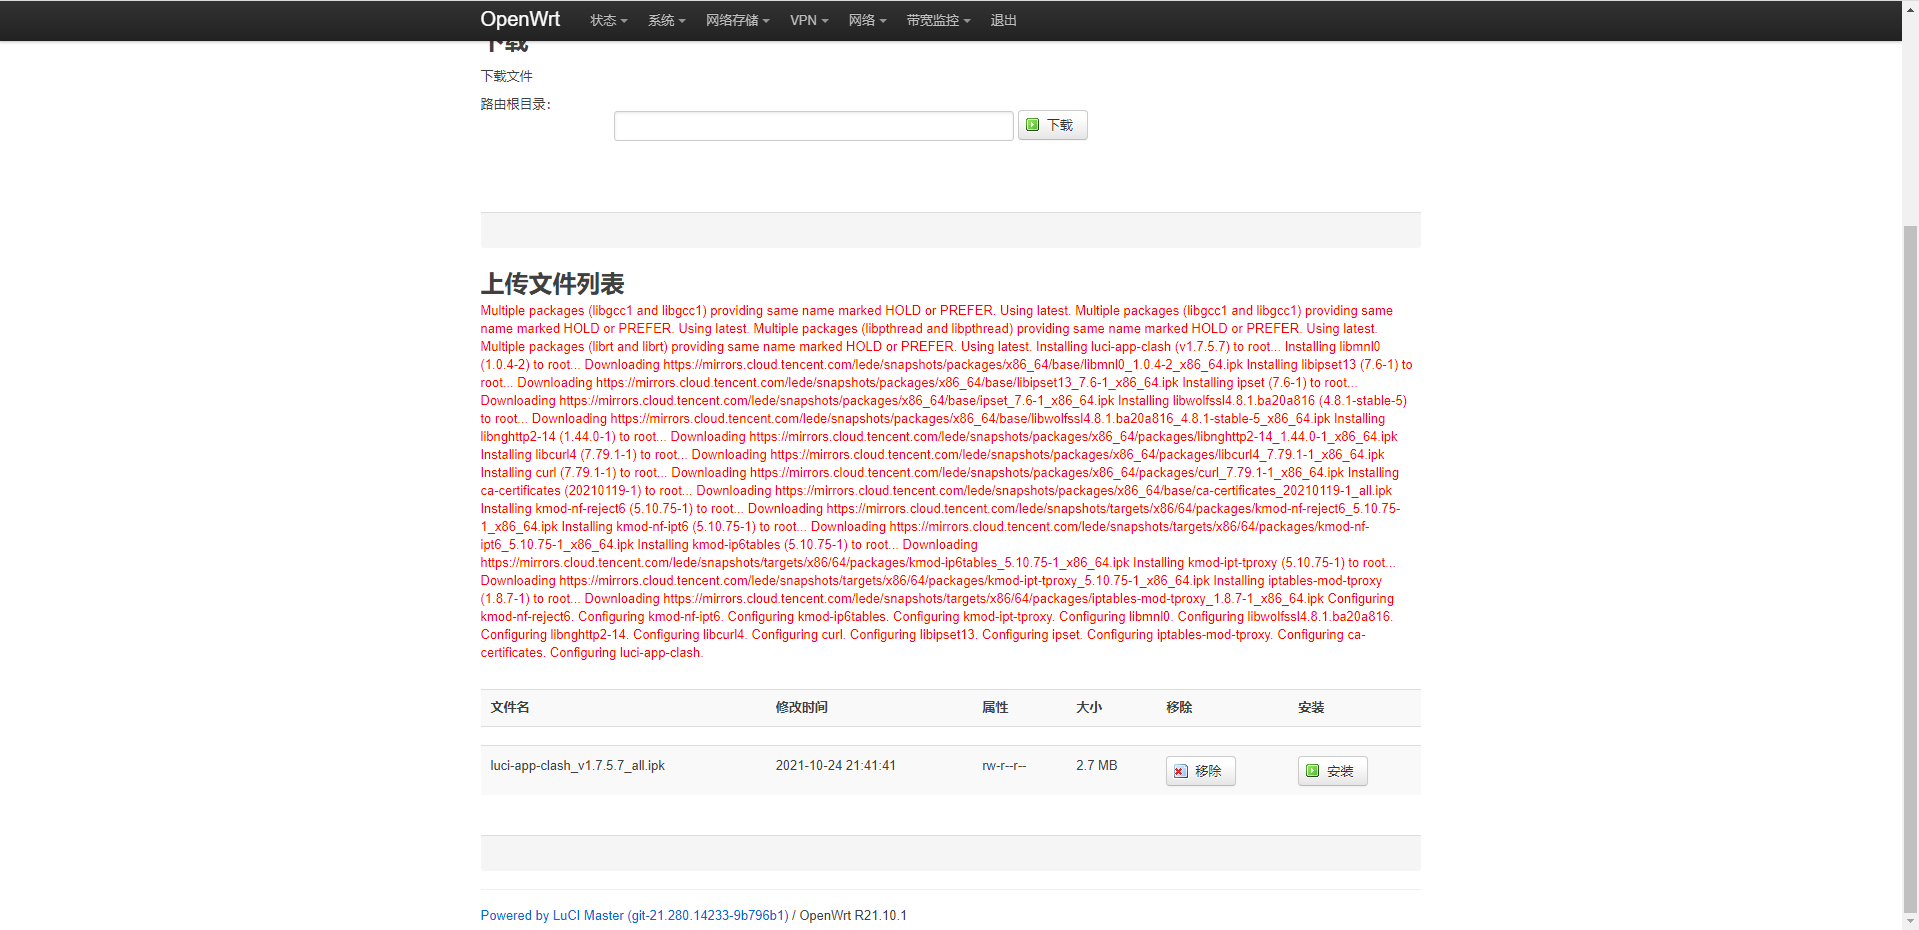 OpenWrt 状态 系统 网络存储 VPN 网络 带宽监控 退出
下载
下载文件
路由根目录：
下载
上传文件列表
Multiple packages (libgcc1 and libgcc1) providing same name marked HOLD or PREFER. Using latest. Multiple packages (libgcc1 and libgcc1) providing same
name marked HOLD or PREFER. Using latest. Multiple packages (libpthread and libpthread) providing same name marked HOLD or PREFER. Using latest.
Multiple packages (librt and librt) providing same name marked HOLD or PREFER. Using latest. Installing luci-app-clash (v1.7.5.7) to root... Installing libmnl0
(1.0.4-2) to root... Downloading https://mirrors.cloud.tencent.com/lede/snapshots/packages/x86_64/base/libmnl0_1.0.4-2_x86_64.ipk Installing libipset13 (7.6-1) to
root... Downloading https://mirrors.cloud.tencent.com/lede/snapshots/packages/x86_64/base/libipset13_7.6-1_x86_64.ipk Installing ipset (7.6-1) to root...
Downloading https://mirrors.cloud.tencent.com/lede/snapshots/packages/x86_64/base/ipset_7.6-1_x86_64.ipk Installing libwolfssl4.8.1.ba20a816 (4.8.1-stable-5)
to root... Downloading https://mirrors.cloud.tencent.com/lede/snapshots/packages/x86_64/base/libwolfssl4.8.1.ba20a816_4.8.1-stable-5_x86_64.ipk Installing
libnghttp2-14 (1.44.0-1) to root... Downloading https://mirrors.cloud.tencent.com/lede/snapshots/packages/x86_64/packages/libnghttp2-14_1.44.0-1_x86_64.ipk
Installing libcurl4 (7.79.1-1) to root... Downloading https://mirrors.cloud.tencent.com/lede/snapshots/packages/x86_64/packages/libcurl4_7.79.1-1_x86_64.ipk
Installing curl (7.79.1-1) to root... Downloading https://mirrors.cloud.tencent.com/lede/snapshots/packages/x86_64/packages/curl_7.79.1-1_x86_64.ipk Installing
ca-certificates (20210119-1) to root... Downloading https://mirrors.cloud.tencent.com/lede/snapshots/packages/x86_64/base/ca-certificates_20210119-1_all.ipk
Installing kmod-nf-reject6 (5.10.75-1) to root... Downloading https://mirrors.cloud.tencent.com/lede/snapshots/targets/x86/64/packages/kmod-nf-reject6_5.10.75-
1_x86_64.ipk Installing kmod-nf-ipt6 (5.10.75-1) to root... Downloading https://mirrors.cloud.tencent.com/lede/snapshots/targets/x86/64/packages/kmod-nf-
ipt6_5.10.75-1_x86_64.ipk Installing kmod-ip6tables (5.10.75-1) to root... Downloading
https://mirrors.cloud.tencent.com/lede/snapshots/targets/x86/64/packages/kmod-ip6tables_5.10.75-1_x86_64.ipk Installing kmod-ipt-tproxy (5.10.75-1) to root...
Downloading https://mirrors.cloud.tencent.com/lede/snapshots/targets/x86/64/packages/kmod-ipt-tproxy_5.10.75-1_x86_64.ipk Installing iptables-mod-tproxy
(1.8.7-1) to root... Downloading https://mirrors.cloud.tencent.com/lede/snapshots/targets/x86/64/packages/iptables-mod-tproxy_1.8.7-1_x86_64.ipk Configuring
kmod-nf-reject6. Configuring kmod-nf-ipt6. Configuring kmod-ip6tables. Configuring kmod-ipt-tproxy. Configuring libmnl0. Configuring libwolfssl4.8.1.ba20a816.
Configuring libnghttp2-14. Configuring libcurl4. Configuring curl. Configuring libipset13. Configuring ipset. Configuring iptables-mod-tproxy. Configuring ca-
certificates. Configuring luci-app-clash.
文件名 修改时间 属性 大小 移除 安装
luci-app-clash_v1.7.5.7_all.ipk 2021-10-24 21:41:41 rw-r--r-- 2.7 MB 移除 安装
Powered by LuCI Master (git-21.280.14233-9b796b1) / OpenWrt R21.10.1